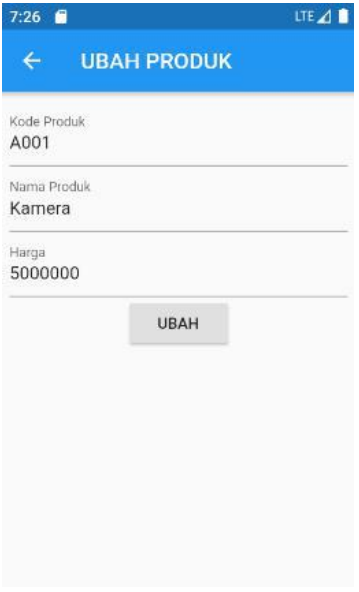 7:26 LTE
UBAH PRODUK
Kode Produk
A001
Nama Produk
Kamera
Harga
5000000
UBAH